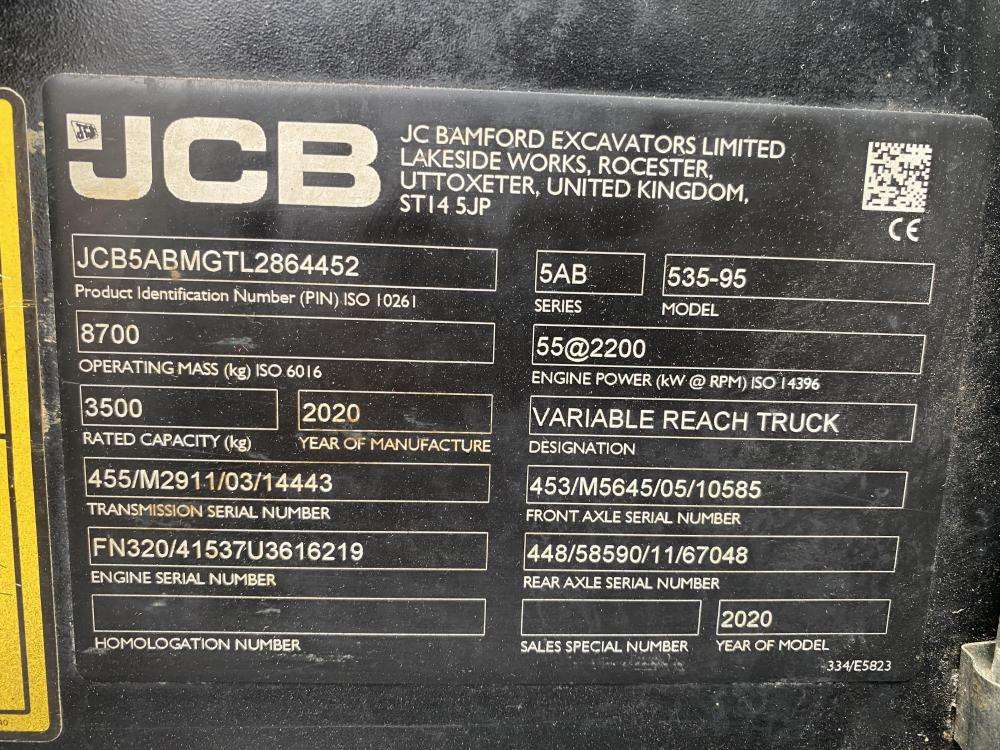 JCB
JC BAMFORD EXCAVATORS LIMITED
LAKESIDE WORKS, ROCESTER,
UTTOXETER, UNITED KINGDOM,
ST14 5JP
CE
JCB5ABMGTL2864452
Product Identification Number (PIN) ISO 10261
5AB
SERIES
535-95
MODEL
8700
OPERATING MASS (kg) ISO 6016
55@2200
ENGINE POWER (kW @ RPM) ISO 14396
3500
RATED CAPACITY (kg)
2020
YEAR OF MANUFACTURE
VARIABLE REACH TRUCK
DESIGNATION
455/M2911/03/14443
TRANSMISSION SERIAL NUMBER
453/M5645/05/10585
FRONT AXLE SERIAL NUMBER
FN320/41537U3616219
ENGINE SERIAL NUMBER
448/58590/11/67048
REAR AXLE SERIAL NUMBER
HOMOLOGATION NUMBER
SALES SPECIAL NUMBER
2020
YEAR OF MODEL
334/E5823